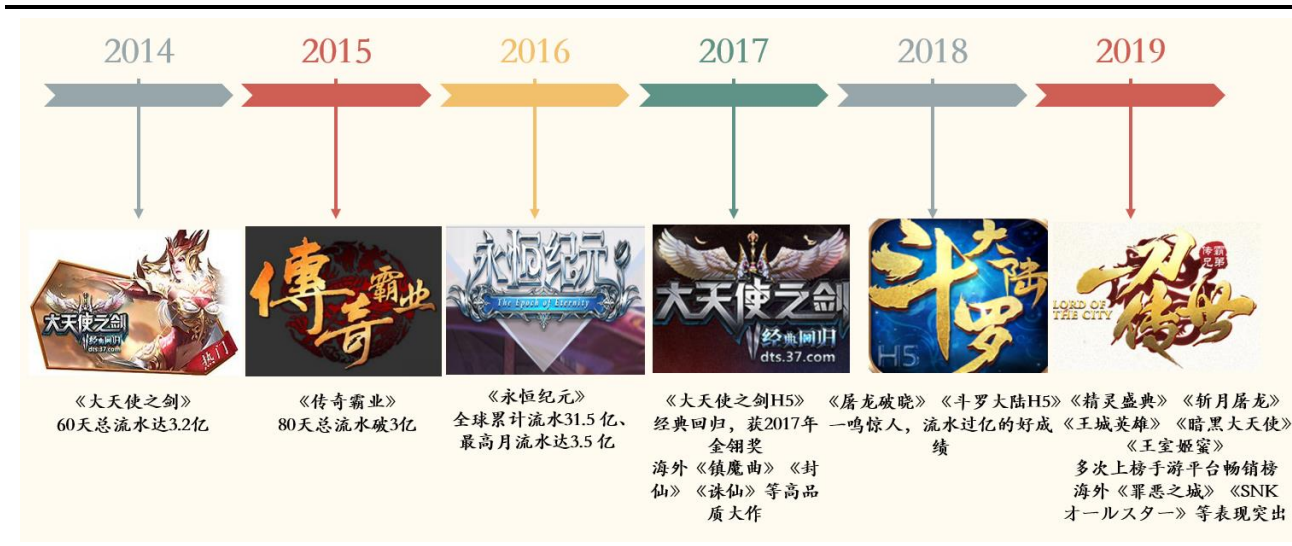 2014
2015
2016
2017
2018
2019
大天使之剑
经典回归
dts.37.com
热门
傳奇霸业
永恒纪元
The Epoch of Eternity
大天使之剑
经典回归
dts.37.com
斗罗大陆
H5
一刀传世
传霸
兄弟
LORD OF
THE CITY
《大天使之剑》
60天总流水达3.2亿
《传奇霸业》
80天总流水破3亿
《永恒纪元》
全球累计流水31.5 亿、
最高月流水达3.5 亿
《大天使之剑H5》
经典回归，获2017年
金翎奖
海外《镇魔曲》《封
仙》《诛仙》等高品
质大作
《屠龙破晓》《斗罗大陆H5》
一鸣惊人，流水过亿的好成
绩
《精灵盛典》《斩月屠龙》
《王城英雄》《暗黑大天使》
《王室姬蜜》
多次上榜手游平台畅销榜
海外《罪恶之城》《SNK
オールスター》等表现突出